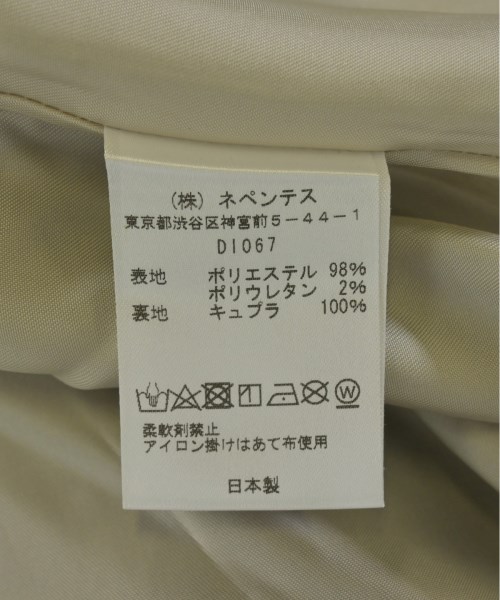 (株) ネペンテス
東京都渋谷区神宮前5-44-1
DI067
表地 ポリエステル 98%
ポリウレタン 2%
裏地 キュプラ 100%
W
柔軟剤禁止
アイロン掛けはあて布使用
日本製